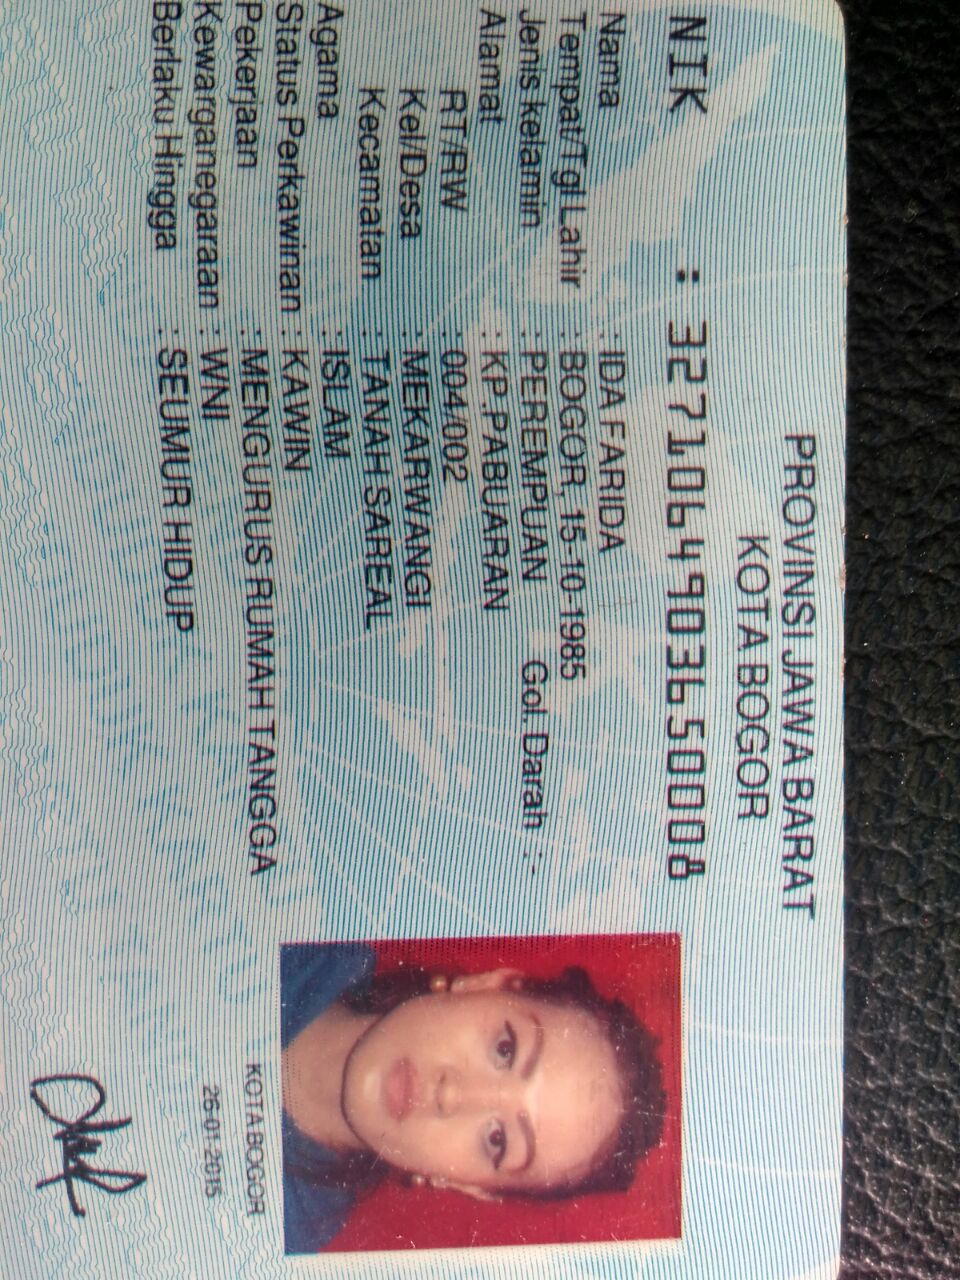 PROVINSI JAWA BARAT
KOTA BOGOR
NIK : 3271064903650008
Nama : IDA FARIDA
Tempat/Tgl Lahir : BOGOR, 15-10-1985
Jenis kelamin : PEREMPUAN Gol. Darah : -
Alamat : KP.PABUARAN
RT/RW : 004/002
Kel/Desa : MEKARWANGI
Kecamatan : TANAH SAREAL
Agama : ISLAM
Status Perkawinan : KAWIN
Pekerjaan : MENGURUS RUMAH TANGGA
Kewarganegaraan : WNI
Berlaku Hingga : SEUMUR HIDUP
KOTA BOGOR
26-01-2015